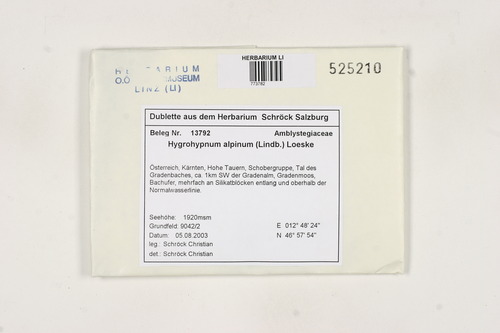 HERBARIUM LI
773782
525210
O.Ö. MUSEUM
LINZ (LI)
Dublette aus dem Herbarium Schröck Salzburg
Beleg Nr. 13792 Amblystegiaceae
Hygrohypnum alpinum (Lindb.) Loeske
Österreich, Kärnten, Hohe Tauern, Schobergruppe, Tal des
Gradenbaches, ca. 1km SW der Gradenalm, Gradenmoos,
Bachufer, mehrfach an Silikatblöcken entlang und oberhalb der
Normalwasserlinie.
Seehöhe: 1920msm E 012° 48' 24"
Grundfeld: 9042/2 N 46° 57' 54"
Datum: 05.08.2003
leg.: Schröck Christian
det.: Schröck Christian